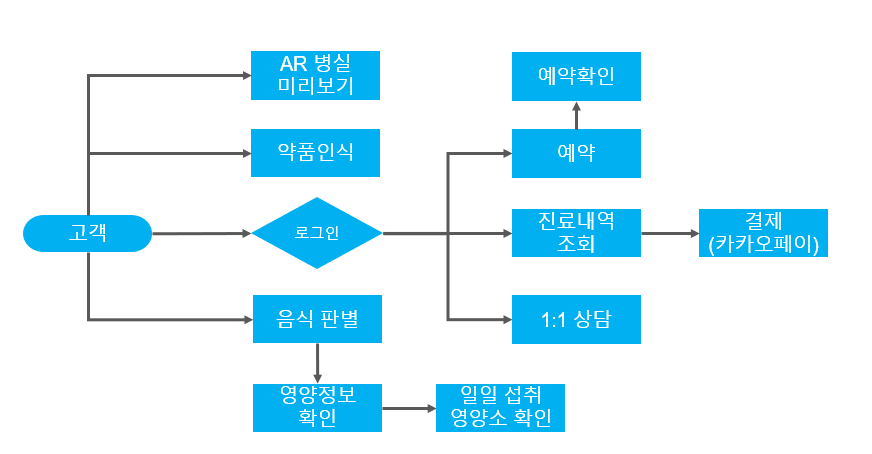 AR 병실
미리보기
예약확인
약품인식
예약
고객
로그인
진료내역
조회
결제
(카카오페이)
음식 판별
1:1 상담
영양정보
확인
일일 섭취
영양소 확인